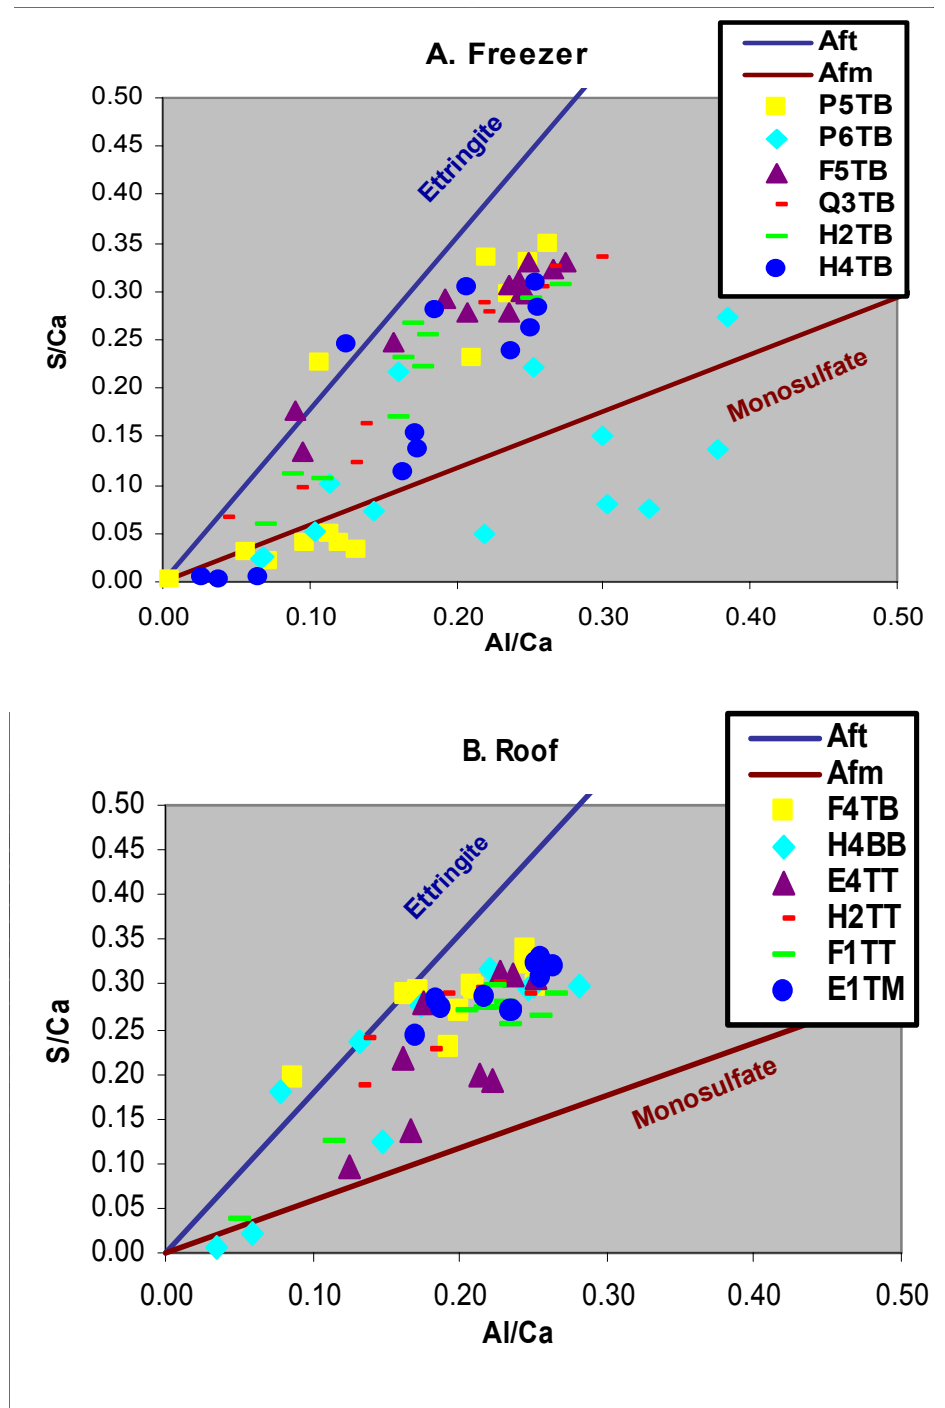 A. Freezer
Aft
Afm
P5TB
P6TB
F5TB
Q3TB
H2TB
H4TB
0.50
0.45
0.40
0.35
0.30
0.25
0.20
0.15
0.10
0.05
0.00
S/Ca
Ettringite
Monosulfate
0.00 0.10 0.20 0.30 0.40 0.50
Al/Ca
B. Roof
Aft
Afm
F4TB
H4BB
E4TT
H2TT
F1TT
E1TM
0.50
0.45
0.40
0.35
0.30
0.25
0.20
0.15
0.10
0.05
0.00
S/Ca
Ettringite
Monosulfate
0.00 0.10 0.20 0.30 0.40 0.50
Al/Ca